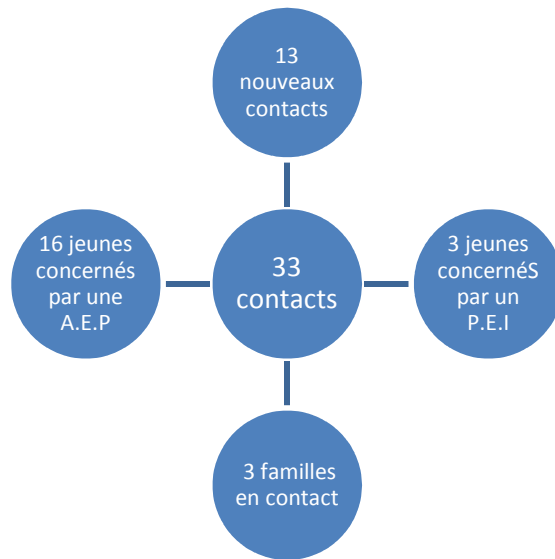 13
nouveaux
contacts
16 jeunes
concernés
par une
A.E.P
33
contacts
3 jeunes
concernéS
par un
P.E.I
3 familles
en contact